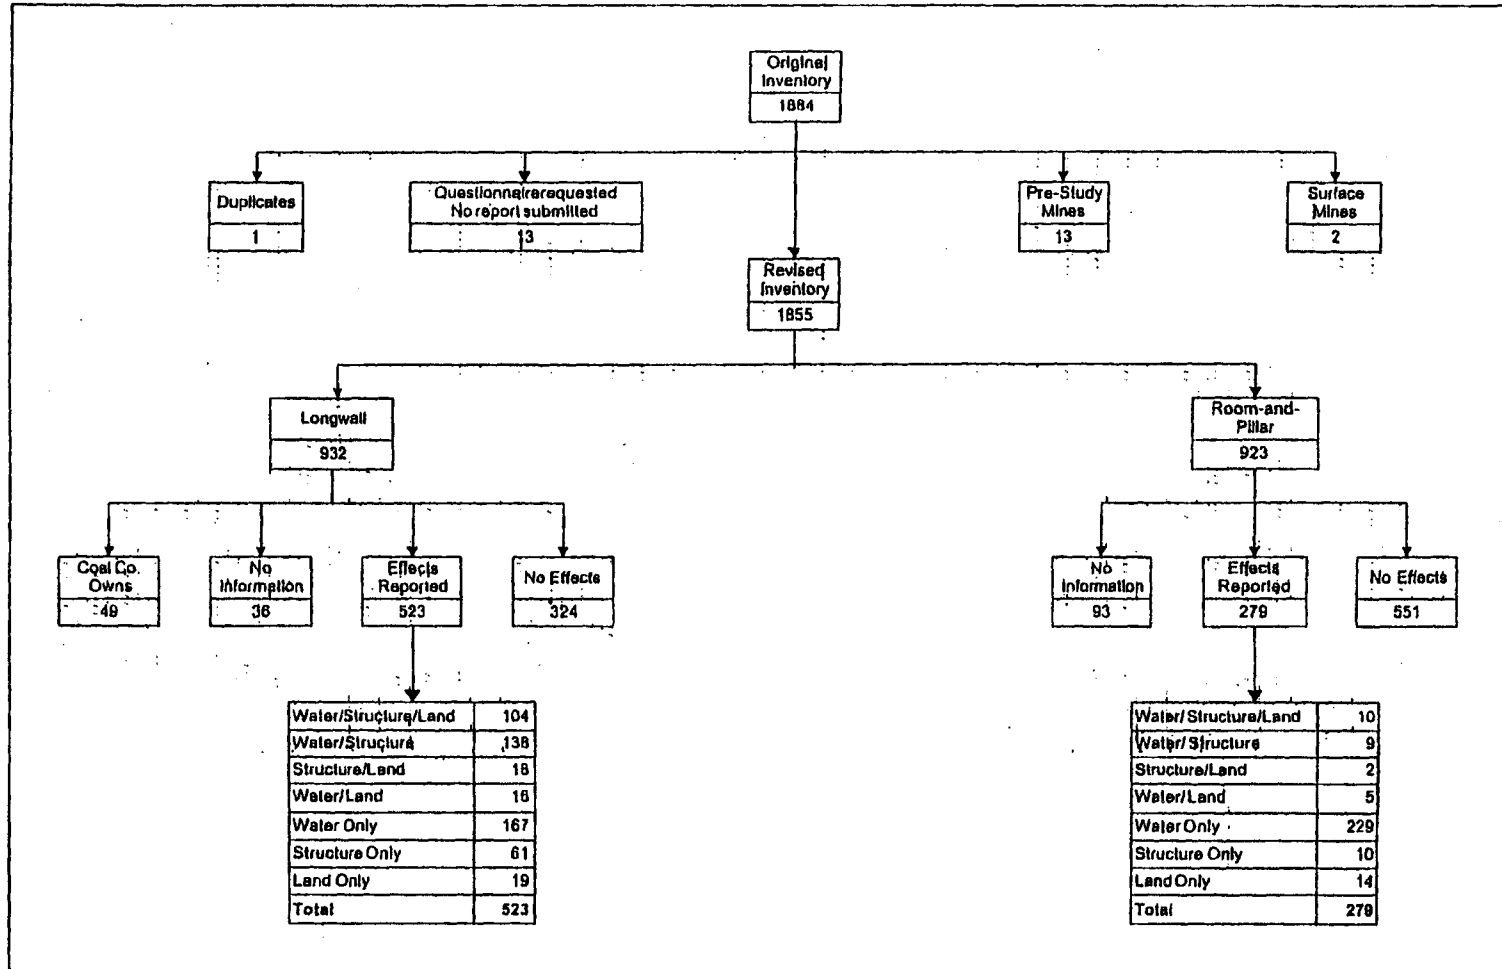 Original
Inventory
1884
Duplicates
1
Questionnaire requested
No report submitted
13
Pre-Study
Mines
13
Surface
Mines
2
Revised
Inventory
1855
Longwall
932
Room-and-
Pillar
923
Coal Co.
Owns
49
No
Information
36
Effects
Reported
523
No Effects
324
No
Information
93
Effects
Reported
279
No Effects
551
Water/Structure/Land 104
Water/Structure 138
Structure/Land 18
Water/Land 16
Water Only 167
Structure Only 61
Land Only 19
Total 523
Water/Structure/Land 10
Water/Structure 9
Structure/Land 2
Water/Land 5
Water Only 229
Structure Only 10
Land Only 14
Total 279